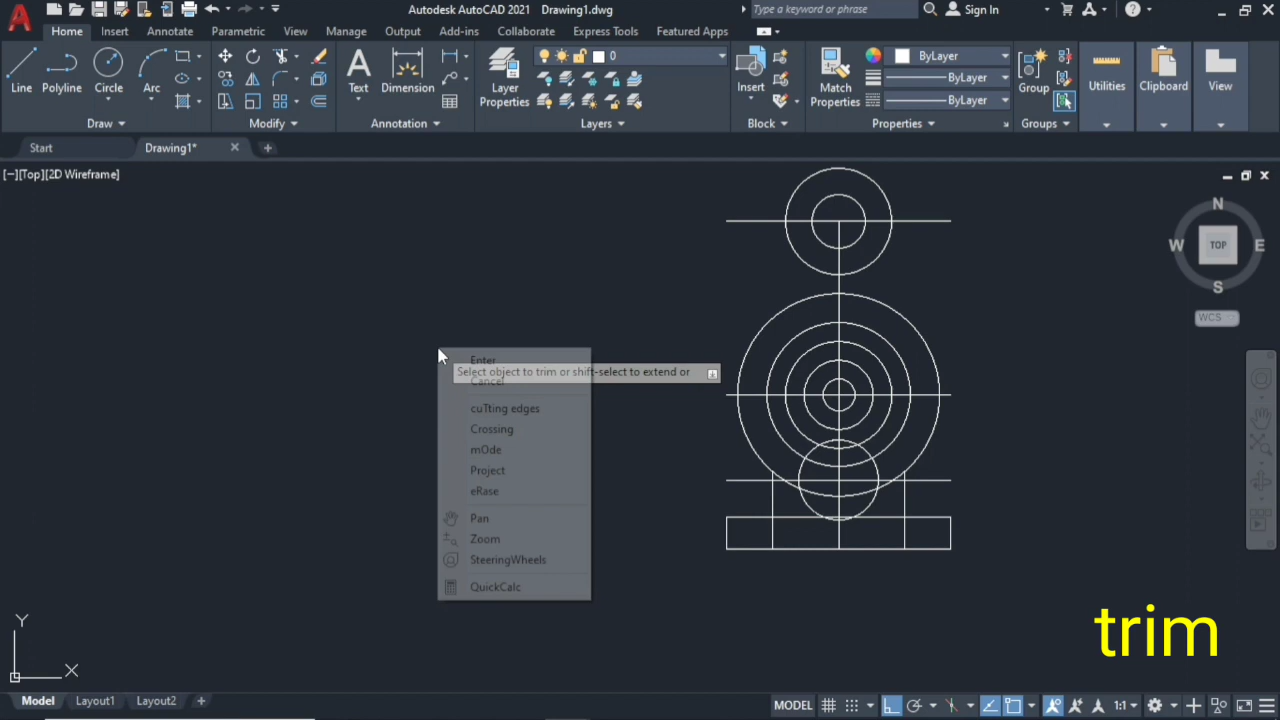 Autodesk AutoCAD 2021 Drawing1.dwg
Type a keyword or phrase
Sign In
Home Insert Annotate Parametric View Manage Output Add-ins Collaborate Express Tools Featured Apps
Line Polyline Circle Arc
Text Dimension
Layer Properties
0
Insert
Match Properties
ByLayer
ByLayer
ByLayer
Group
Utilities
Clipboard
View
Draw Modify Annotation Layers Block Properties Groups
Start Drawing1*
[−][Top][2D Wireframe]
N
W TOP E
S
WCS
Enter
Select object to trim or shift-select to extend or
Cancel
cuTting edges
Crossing
mOde
Project
eRase
Pan
Zoom
SteeringWheels
QuickCalc
Y
X
trim
Model Layout1 Layout2
MODEL
1:1